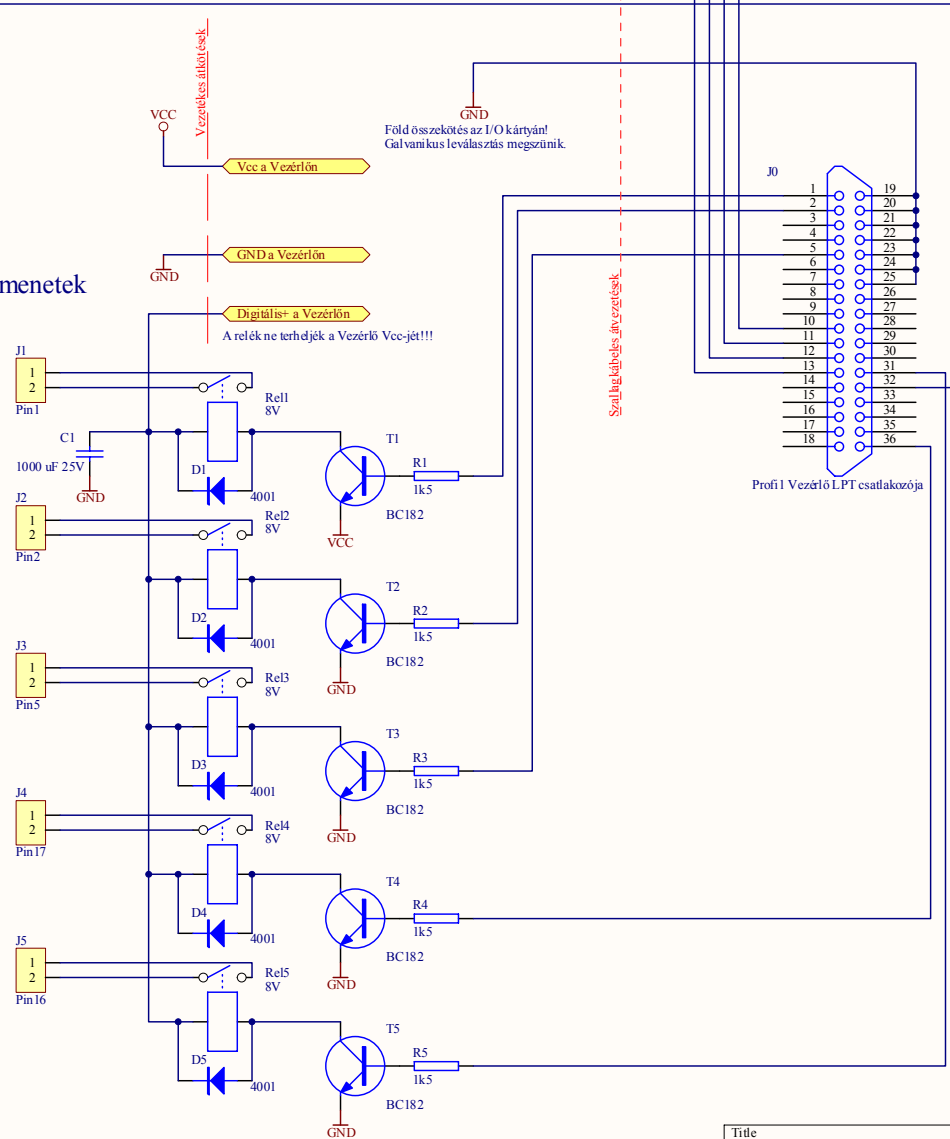 Vezetékes átkötések
VCC
Vcc a Vezérlőn
GND
Föld összekötés az I/O kártyán!
Galvanikus leválasztás megszünik.
GND a Vezérlőn
GND
menetek
Digitális+ a Vezérlőn
A relék ne terheljék a Vezérlő Vcc-jét!!!
Szallagkábeles átvezetések
J0
1 19
2 20
3 21
4 22
5 23
6 24
7 25
8 26
9 27
10 28
11 29
12 30
13 31
14 32
15 33
16 34
17 35
18 36
Profi1 Vezérlő LPT csatlakozója
J1
1
2
Pin1
Rel1
8V
C1
1000 uF 25V
GND
D1
4001
T1
BC182
R1
1k5
VCC
J2
1
2
Pin2
Rel2
8V
D2
4001
T2
BC182
R2
1k5
GND
J3
1
2
Pin5
Rel3
8V
D3
4001
T3
BC182
R3
1k5
GND
J4
1
2
Pin17
Rel4
8V
D4
4001
T4
BC182
R4
1k5
GND
J5
1
2
Pin16
Rel5
8V
D5
4001
T5
BC182
R5
1k5
GND
Title